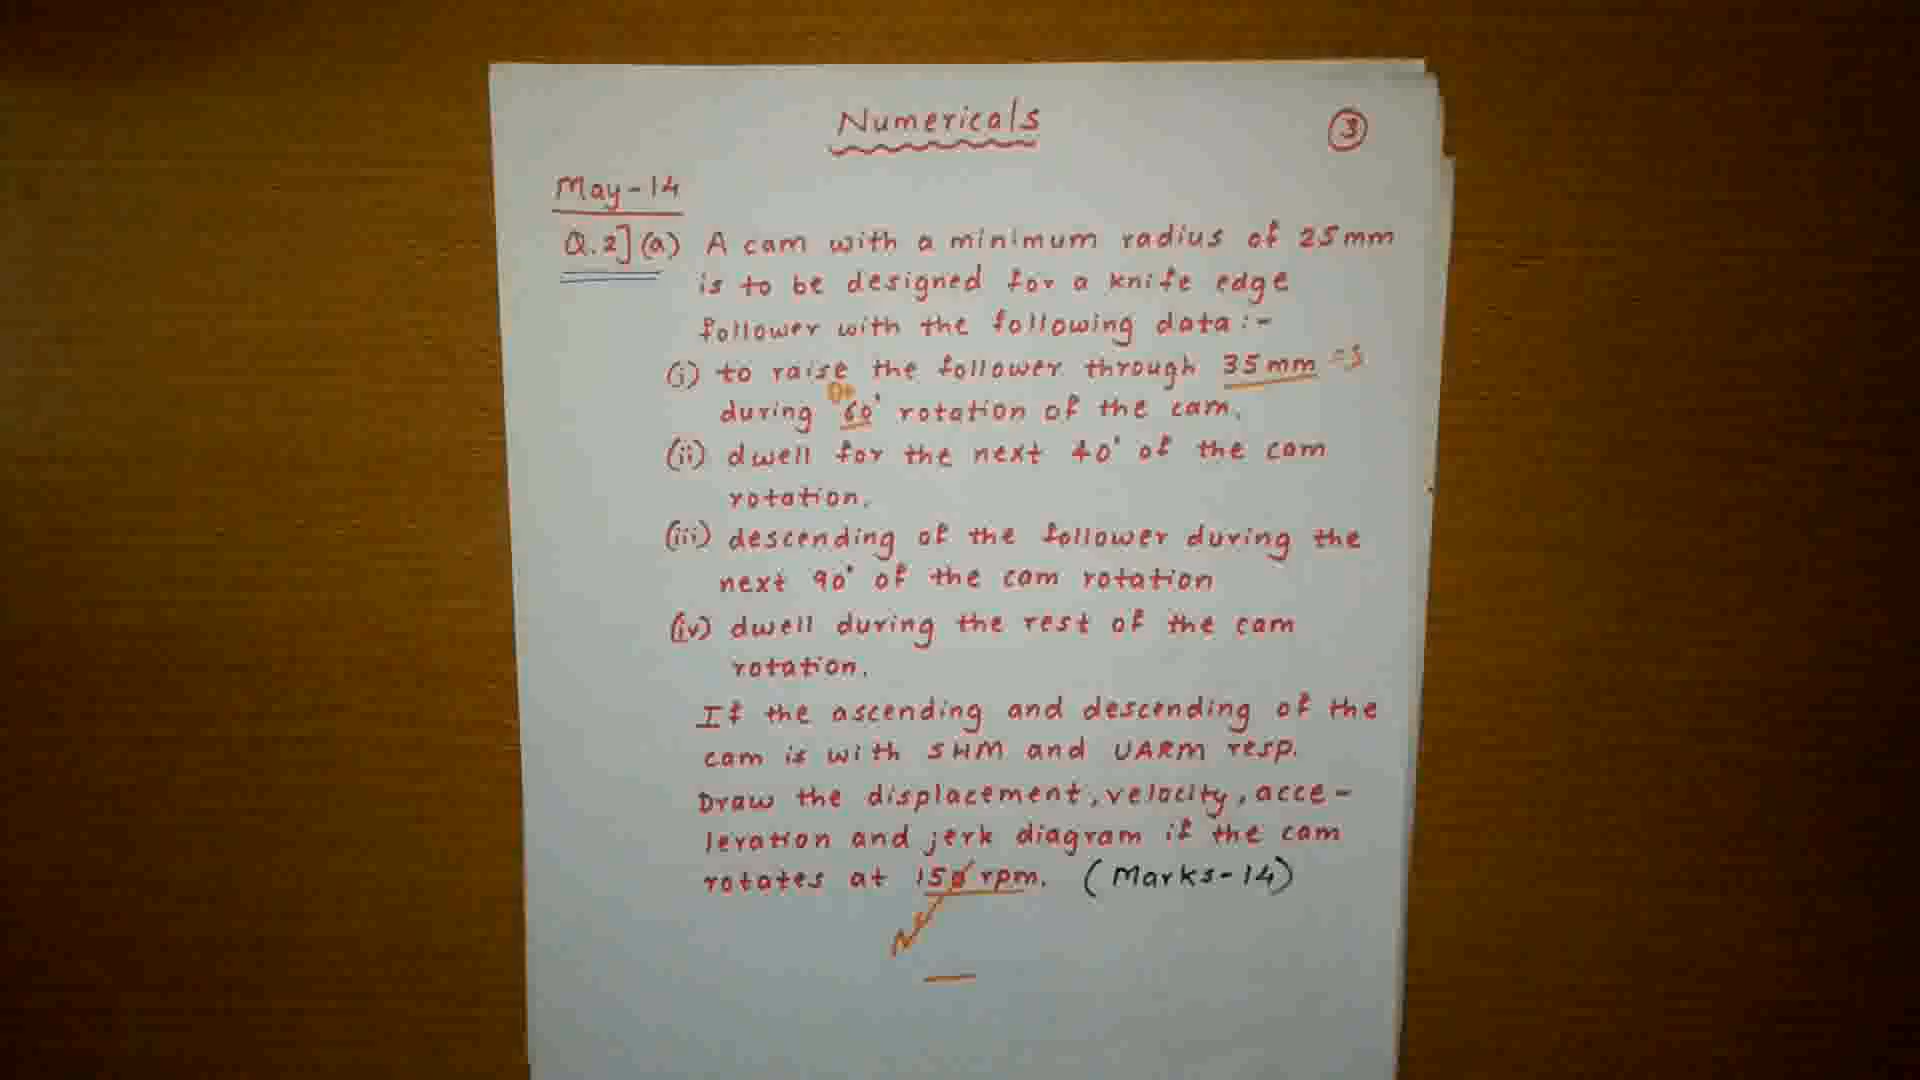 Numericals
3
May-14
Q.2] (a) A cam with a minimum radius of 25mm
is to be designed for a knife edge
follower with the following data:-
(i) to raise the follower through 35mm = S
during 60° rotation of the cam.
(ii) dwell for the next 40° of the cam
rotation.
(iii) descending of the follower during the
next 90° of the cam rotation
(iv) dwell during the rest of the cam
rotation.
If the ascending and descending of the
cam is with SHM and UARM resp.
Draw the displacement, velocity, acce-
leration and jerk diagram if the cam
rotates at 150 rpm. (Marks-14)